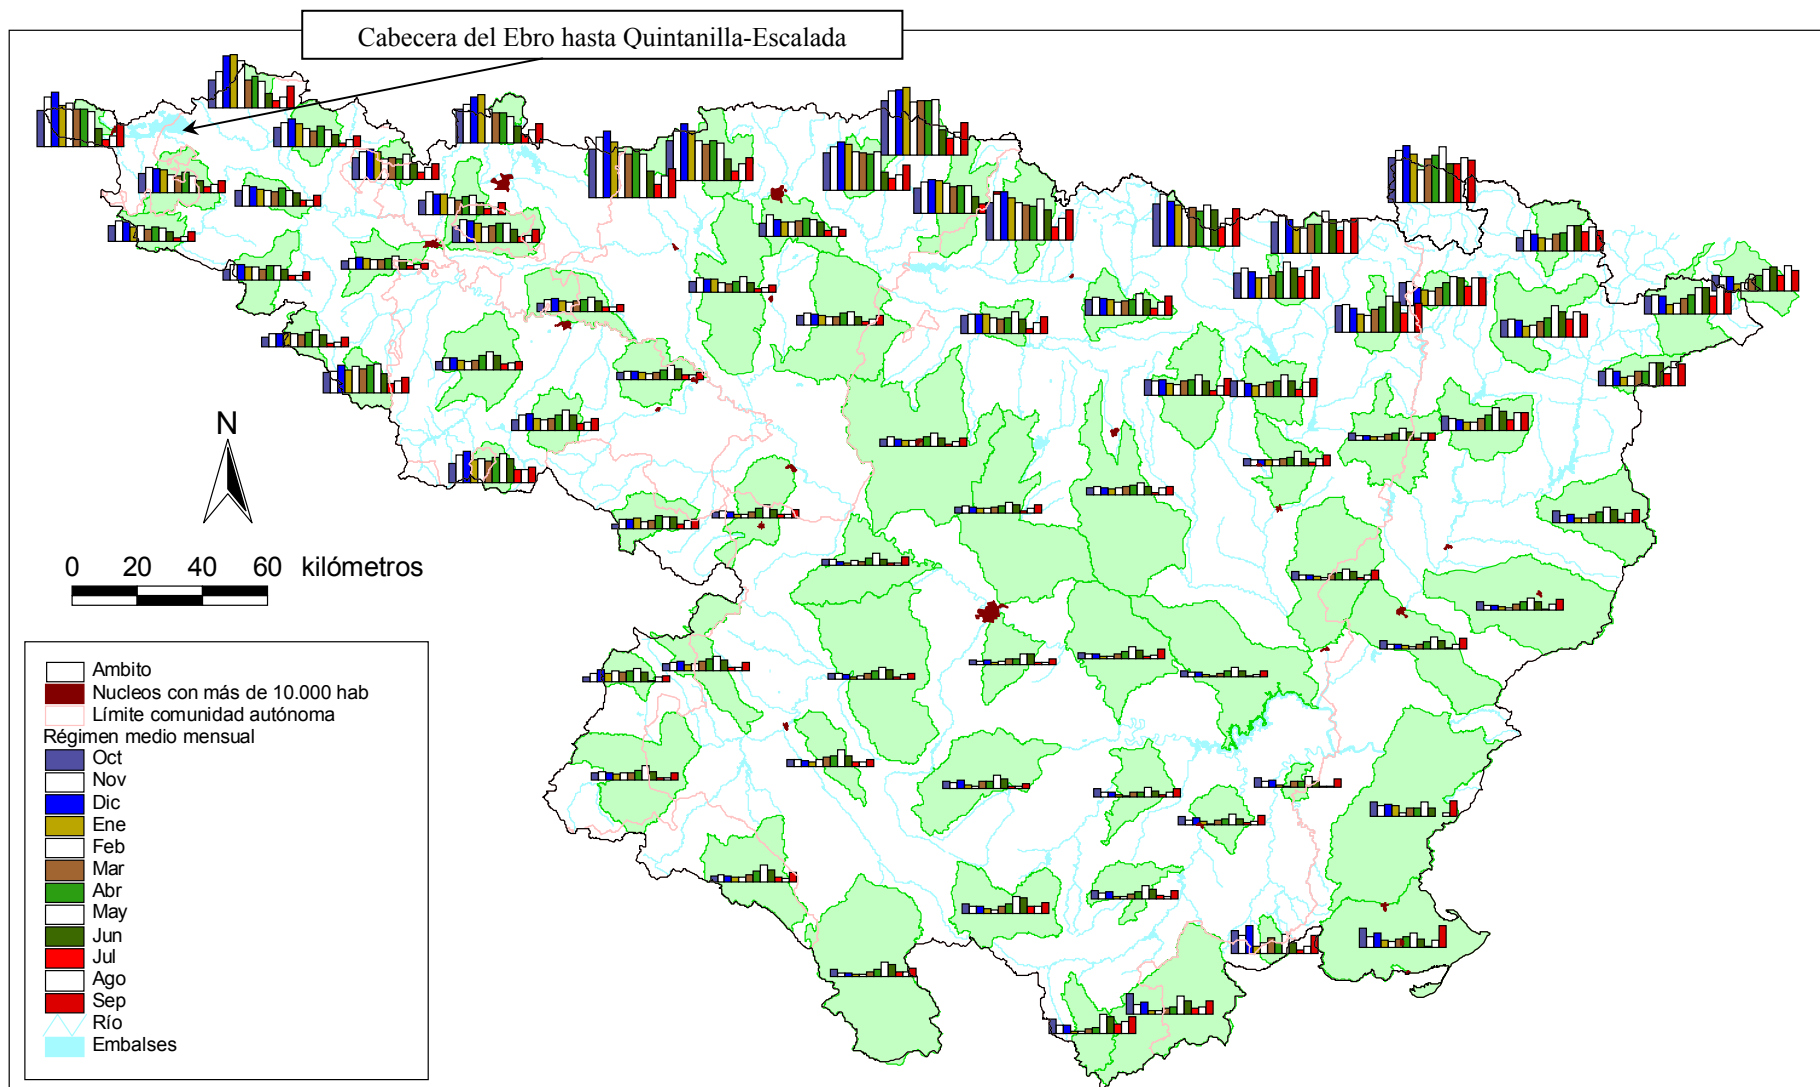 Cabecera del Ebro hasta Quintanilla-Escalada
N
0 20 40 60 kilómetros
Ambito
Nucleos con más de 10.000 hab
Límite comunidad autónoma
Régimen medio mensual
Oct
Nov
Dic
Ene
Feb
Mar
Abr
May
Jun
Jul
Ago
Sep
Río
Embalses